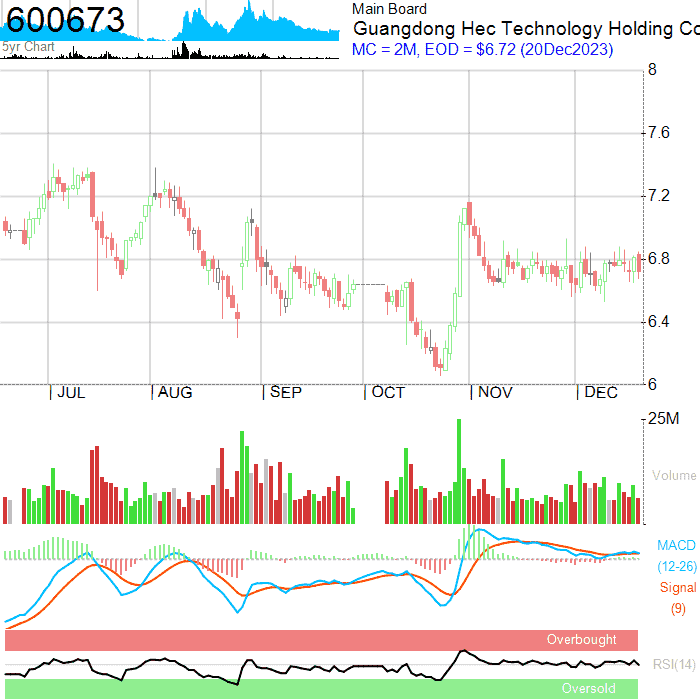 600673
5yr Chart
Main Board
Guangdong Hec Technology Holding Co
MC = 2M, EOD = $6.72 (20Dec2023)
8
7.6
7.2
6.8
6.4
6
JUL AUG SEP OCT NOV DEC
25M
Volume
MACD
(12-26)
Signal
(9)
Overbought
RSI(14)
Oversold